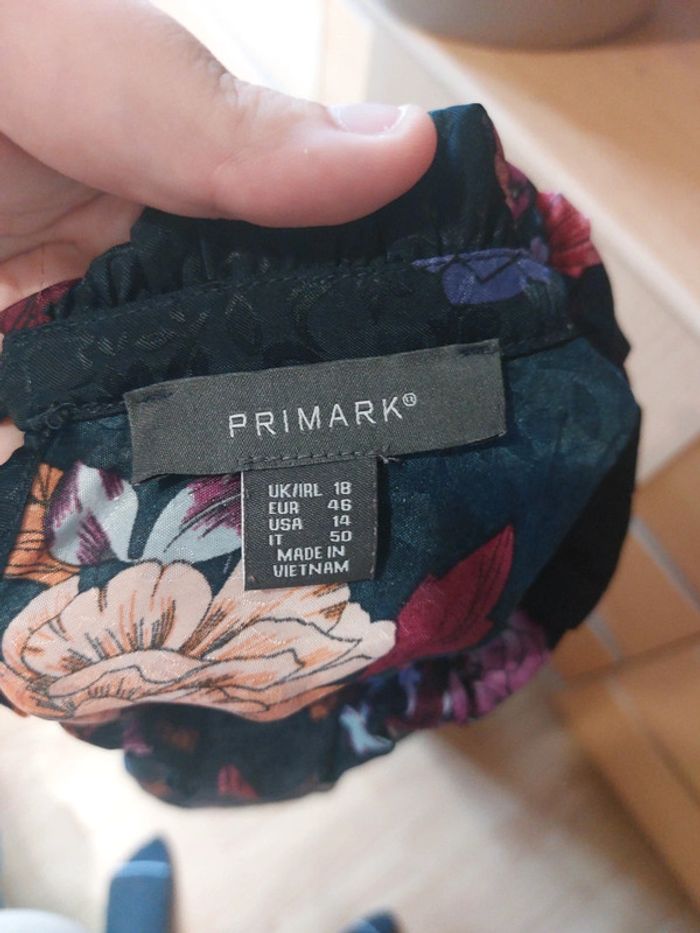 PRIMARK®
UK/IRL 18
EUR 46
USA 14
IT 50
MADE IN
VIETNAM